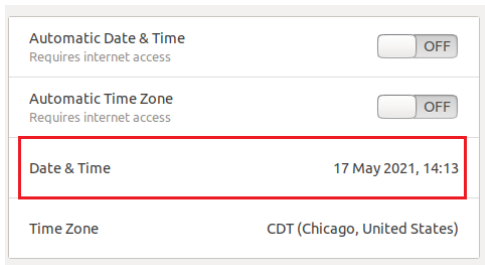 Automatic Date & Time
Requires internet access
OFF
Automatic Time Zone
Requires internet access
OFF
Date & Time 17 May 2021, 14:13
Time Zone CDT (Chicago, United States)